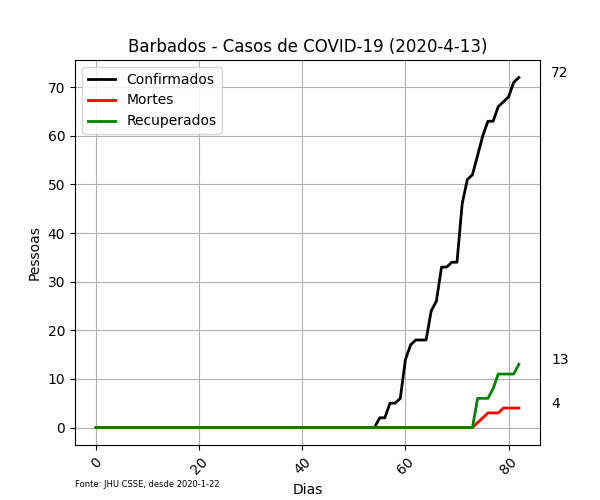 Barbados - Casos de COVID-19 (2020-4-13)
Confirmados
Mortes
Recuperados
72
13
4
70
60
50
40
30
20
10
0
Pessoas
0 20 40 60 80
Dias
Fonte: JHU CSSE, desde 2020-1-22